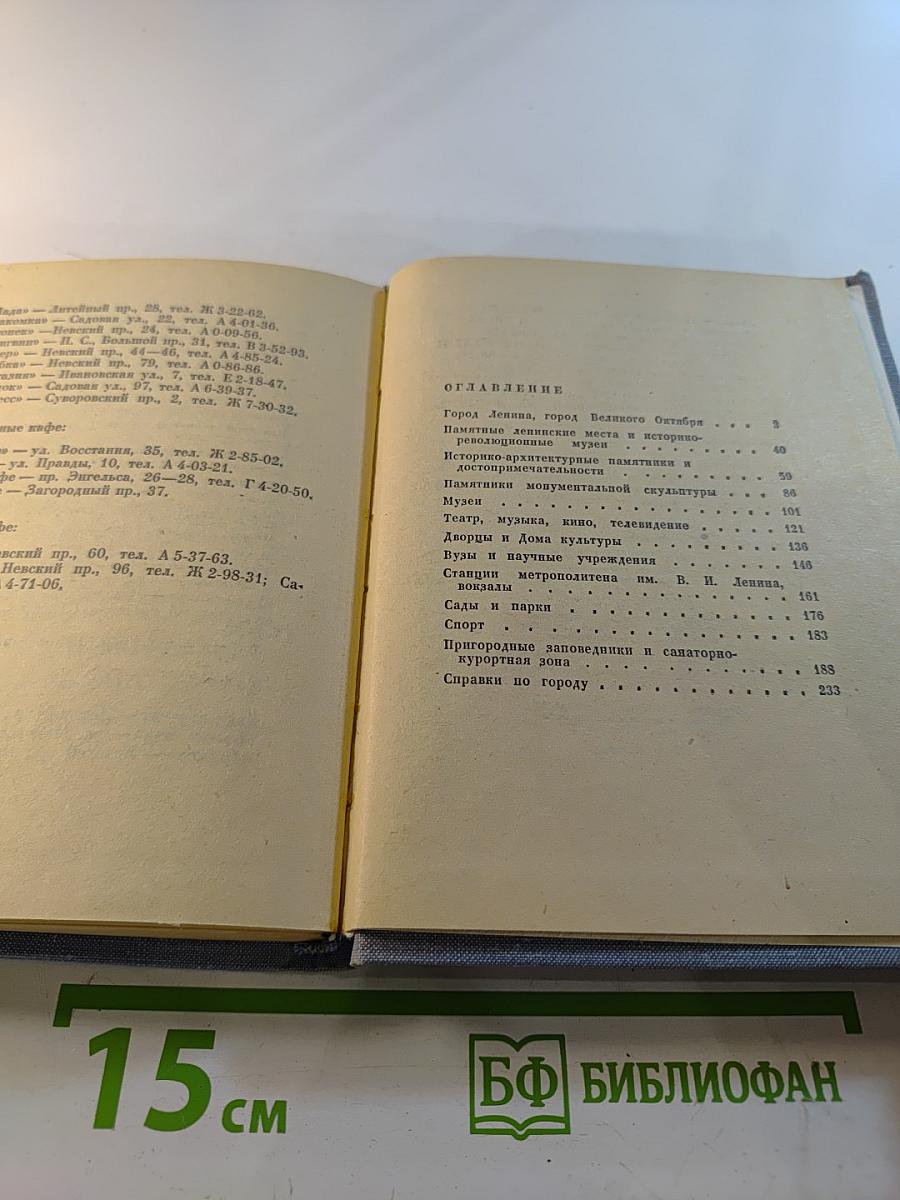 — Литейный пр., 28, тел. Ж 3-22-62.
— Садовая ул., 22, тел. А 4-01-36.
— Невский пр., 24, тел. А 0-09-56.
— П. С., Большой пр., 31, тел. В 3-52-93.
— Невский пр., 44—46, тел. А 4-85-24.
— Невский пр., 79, тел. А 0-86-86.
— Ивановская ул., 7, тел. Е 2-18-47.
— Садовая ул., 97, тел. А 6-39-37.
— Суворовский пр., 2, тел. Ж 7-30-32.
кафе:
— ул. Восстания, 35, тел. Ж 2-85-02.
— ул. Правды, 10, тел. А 4-03-21.
— пр. Энгельса, 26—28, тел. Г 4-20-50.
— Загородный пр., 37.
пр., 60, тел. А 5-37-63.
Невский пр., 96, тел. Ж 2-98-31; Са-
4-71-06.
ОГЛАВЛЕНИЕ
Город Ленина, город Великого Октября . . . 3
Памятные ленинские места и историко-
революционные музеи . . . . . . . 40
Историко-архитектурные памятники и
достопримечательности . . . . . . . 59
Памятники монументальной скульптуры . . . 86
Музеи . . . . . . . . . . . . . . . 101
Театр, музыка, кино, телевидение . . . . . 121
Дворцы и Дома культуры . . . . . . . . 136
Вузы и научные учреждения . . . . . . . 146
Станции метрополитена им. В. И. Ленина,
вокзалы . . . . . . . . . . . . . . 161
Сады и парки . . . . . . . . . . . . 176
Спорт . . . . . . . . . . . . . . . 183
Пригородные заповедники и санаторно-
курортная зона . . . . . . . . . . . 188
Справки по городу . . . . . . . . . . 233
15 см
БФ БИБЛИОФАН